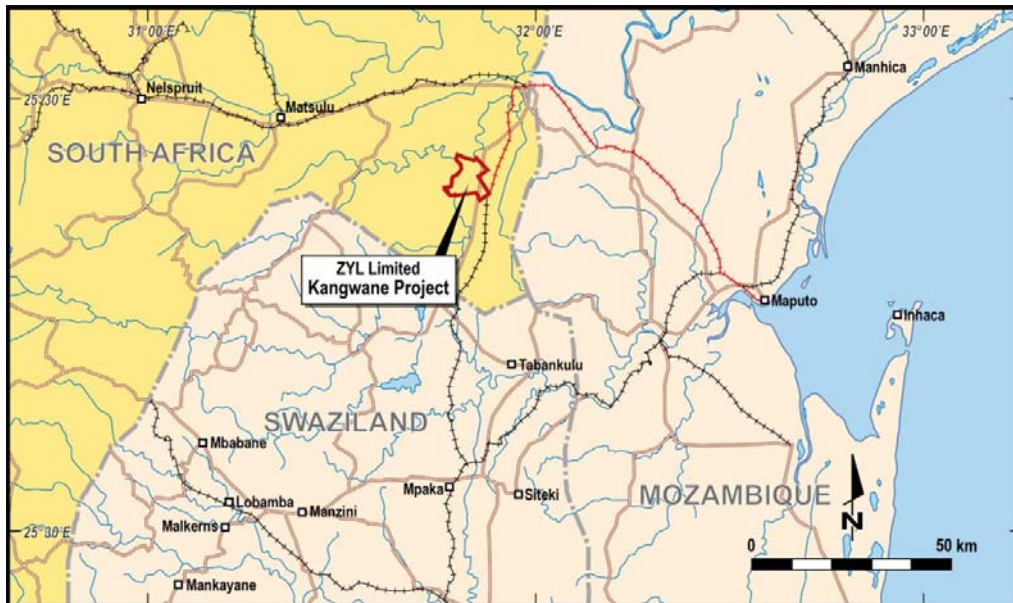 31°00'E
32°00'E
33°00'E
Manhica
Nelspruit
25°30'E
Matsulu
SOUTH AFRICA
ZYL Limited
Kangwane Project
Maputo
Inhaca
Tabankulu
SWAZILAND
Mbabane
Mpaka
Siteki
MOZAMBIQUE
Lobamba
Manzini
Malkerns
25°30'E
N
0
50 km
Mankayane